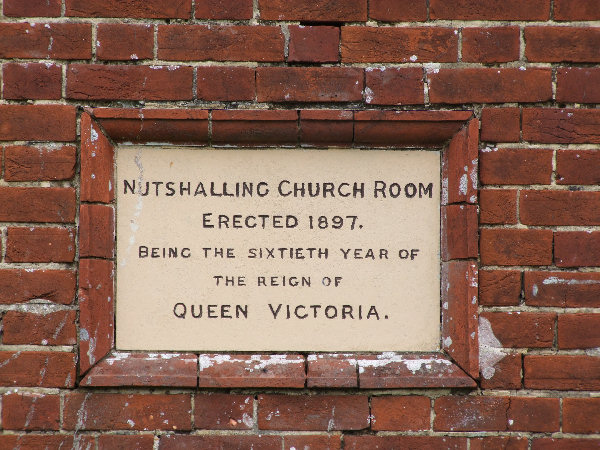 NUTSHALLING CHURCH ROOM
ERECTED 1897.
BEING THE SIXTIETH YEAR OF
THE REIGN OF
QUEEN VICTORIA.